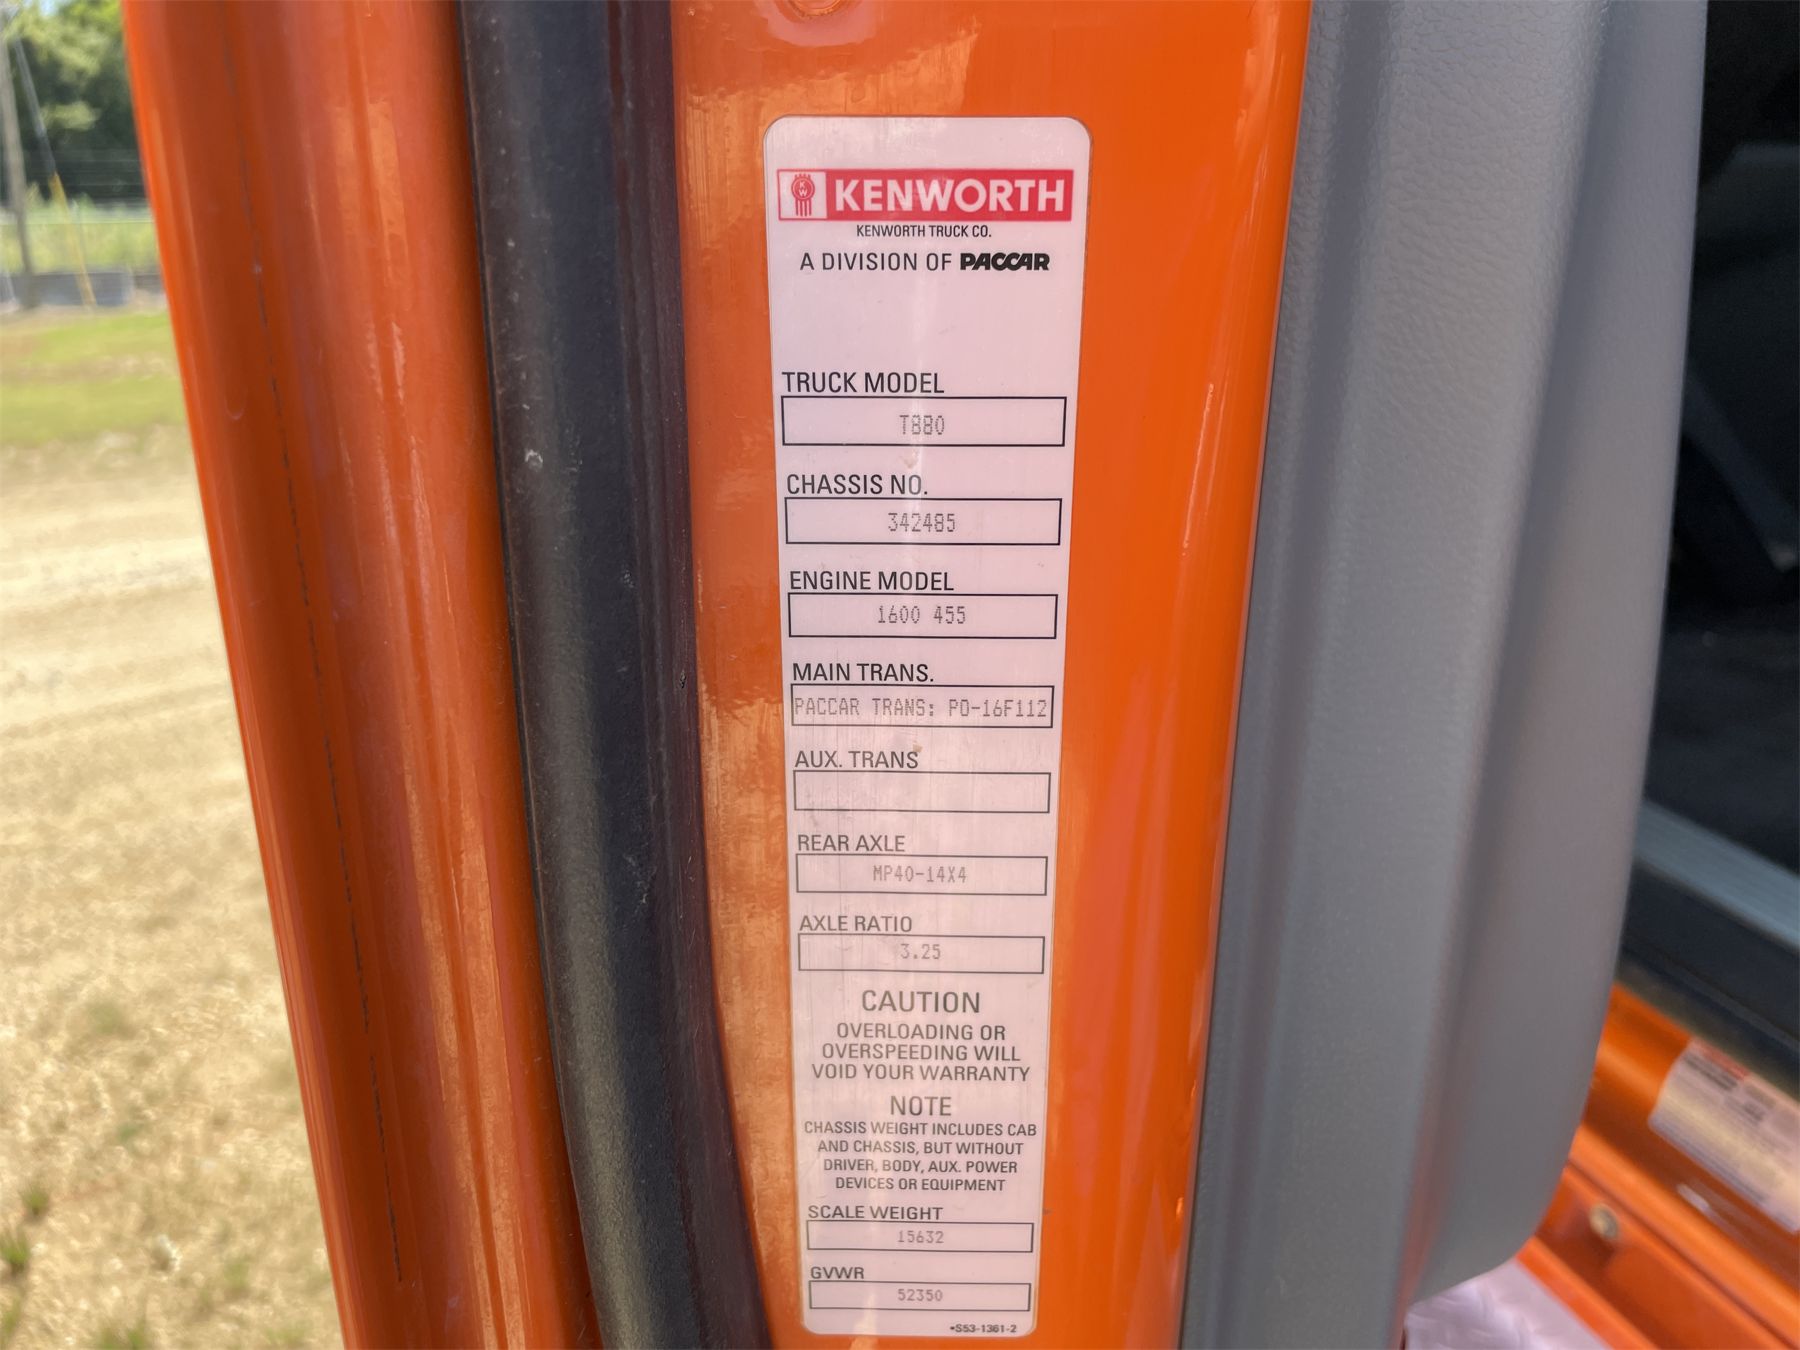 KW KENWORTH
KENWORTH TRUCK CO.
A DIVISION OF PACCAR
TRUCK MODEL
T880
CHASSIS NO.
342485
ENGINE MODEL
1600 455
MAIN TRANS.
PACCAR TRANS: PO-16F112
AUX. TRANS
REAR AXLE
MP40-14X4
AXLE RATIO
3.25
CAUTION
OVERLOADING OR
OVERSPEEDING WILL
VOID YOUR WARRANTY
NOTE
CHASSIS WEIGHT INCLUDES CAB
AND CHASSIS, BUT WITHOUT
DRIVER, BODY, AUX. POWER
DEVICES OR EQUIPMENT
SCALE WEIGHT
15632
GVWR
52350
•S53-1361-2